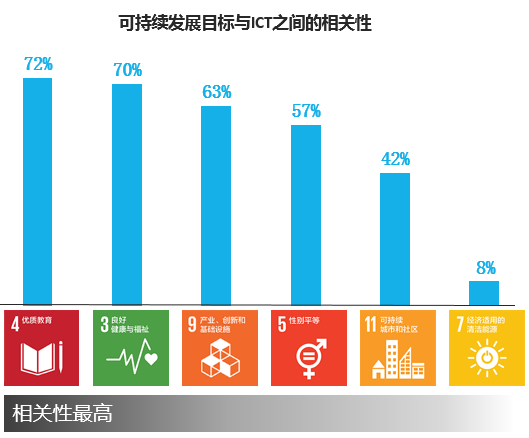 可持续发展目标与ICT之间的相关性
72%
70%
63%
57%
42%
8%
4 优质教育
3 良好
健康与福祉
9 产业、创新和
基础设施
5 性别平等
11 可持续
城市和社区
7 经济适用的
清洁能源
相关性最高